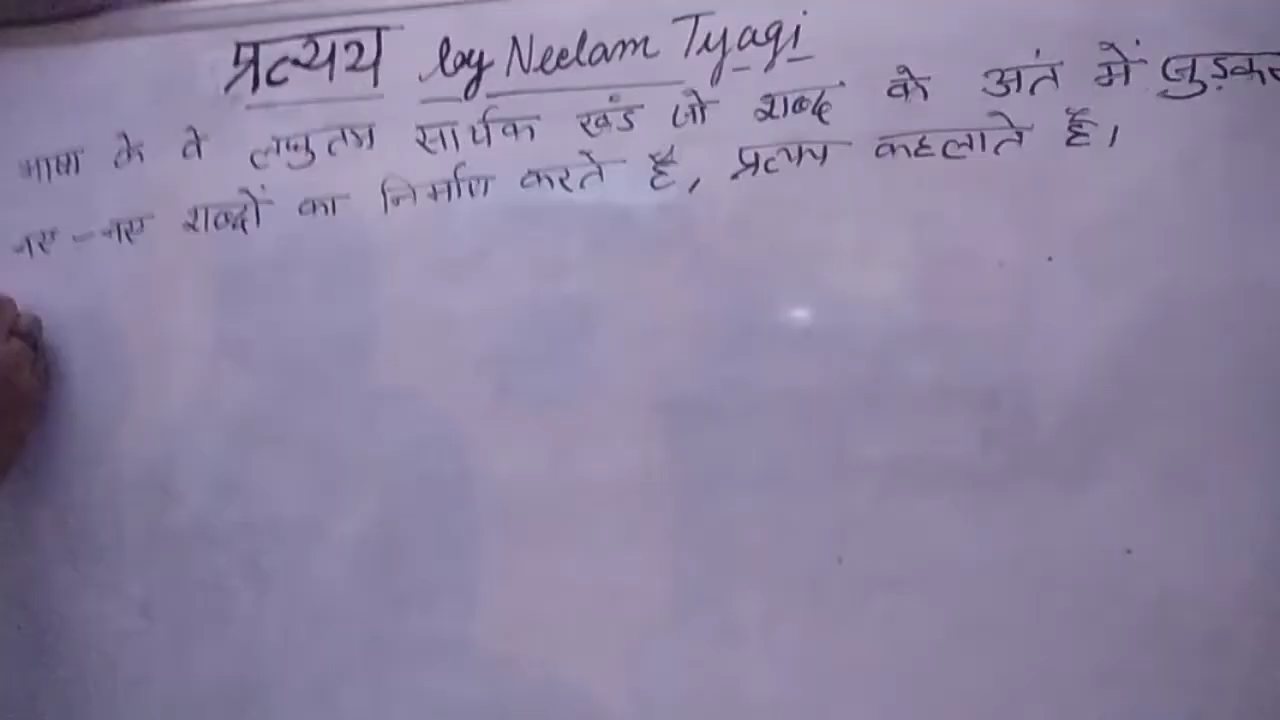 प्रत्यय by Neelam Tyagi
भाषा के वे लघुतम सार्थक खंड जो शब्द के अंत में जुड़कर
नए-नए शब्दों का निर्माण करते हैं, प्रत्यय कहलाते हैं।